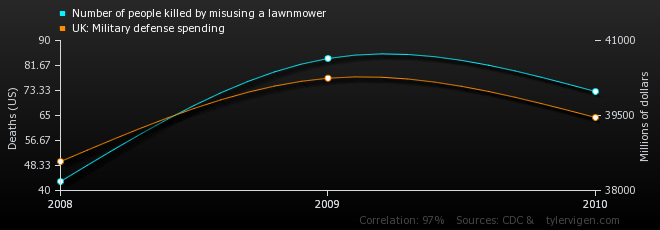 Number of people killed by misusing a lawnmower
UK: Military defense spending
90
81.67
73.33
65
56.67
48.33
40
Deaths (US)
41000
39500
38000
Millions of dollars
2008
2009
2010
Correlation: 97% Sources: CDC & tylervigen.com